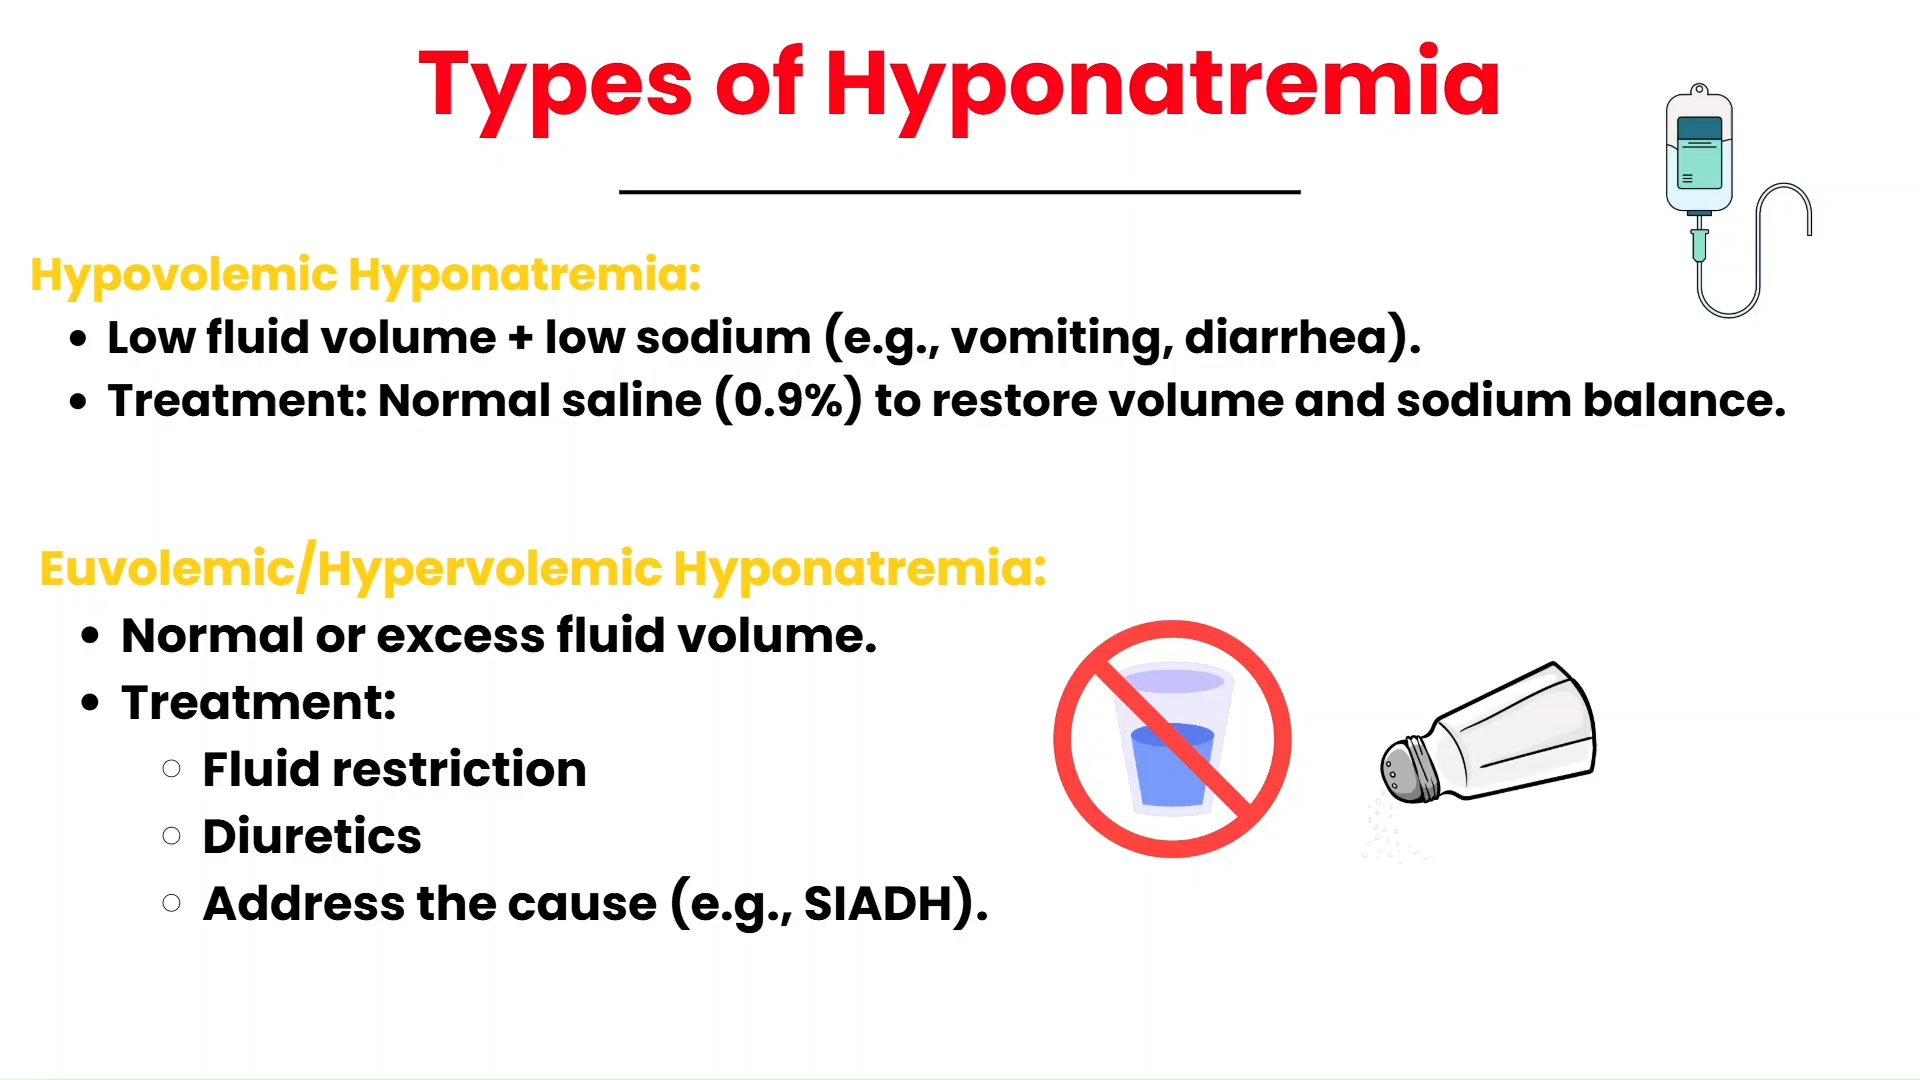 Types of Hyponatremia
Hypovolemic Hyponatremia:
• Low fluid volume + low sodium (e.g., vomiting, diarrhea).
• Treatment: Normal saline (0.9%) to restore volume and sodium balance.
Euvolemic/Hypervolemic Hyponatremia:
• Normal or excess fluid volume.
• Treatment:
○ Fluid restriction
○ Diuretics
○ Address the cause (e.g., SIADH).